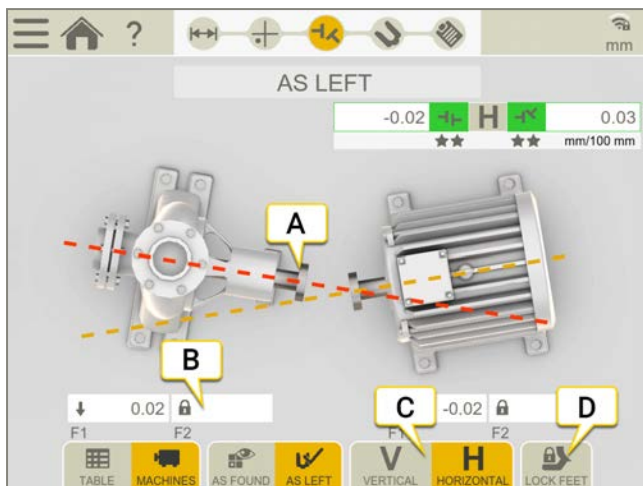 ?
mm
AS LEFT
-0.02 H 0.03
mm/100 mm
A
B
C
D
0.02
-0.02
F1 F2 F1 F2
V H
TABLE MACHINES AS FOUND AS LEFT VERTICAL HORIZONTAL LOCK FEET